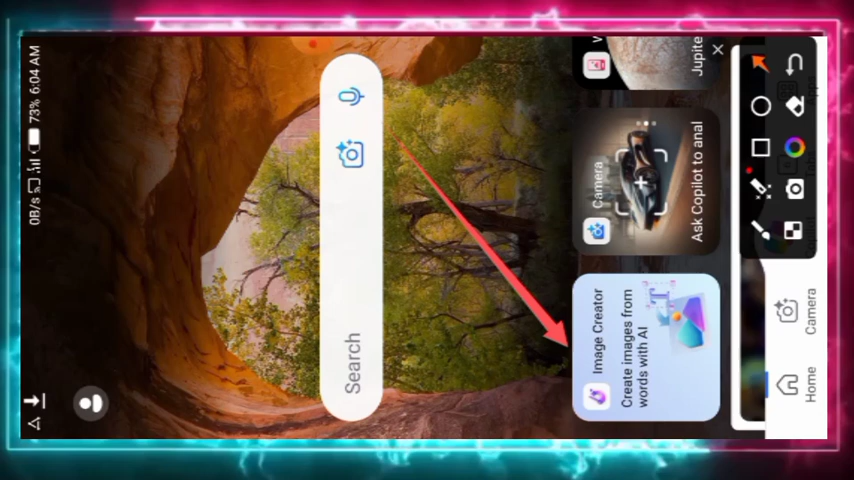 0B/s 73% 6:04 AM
Search
Image Creator
Create images from
words with AI
Camera
Ask Copilot to anal
Jupite
Home
Camera